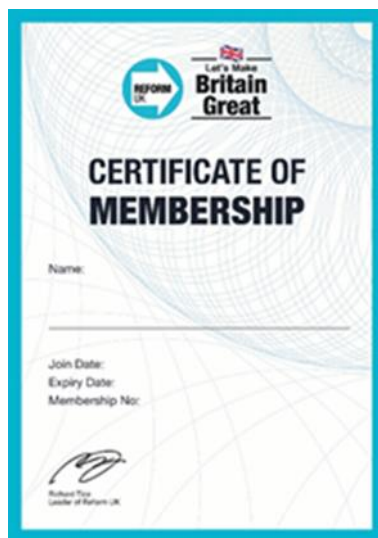 REFORM
UK
Let's Make
Britain
Great
CERTIFICATE OF
MEMBERSHIP
Name:
Join Date:
Expiry Date:
Membership No:
Richard Tice
Leader of Reform UK